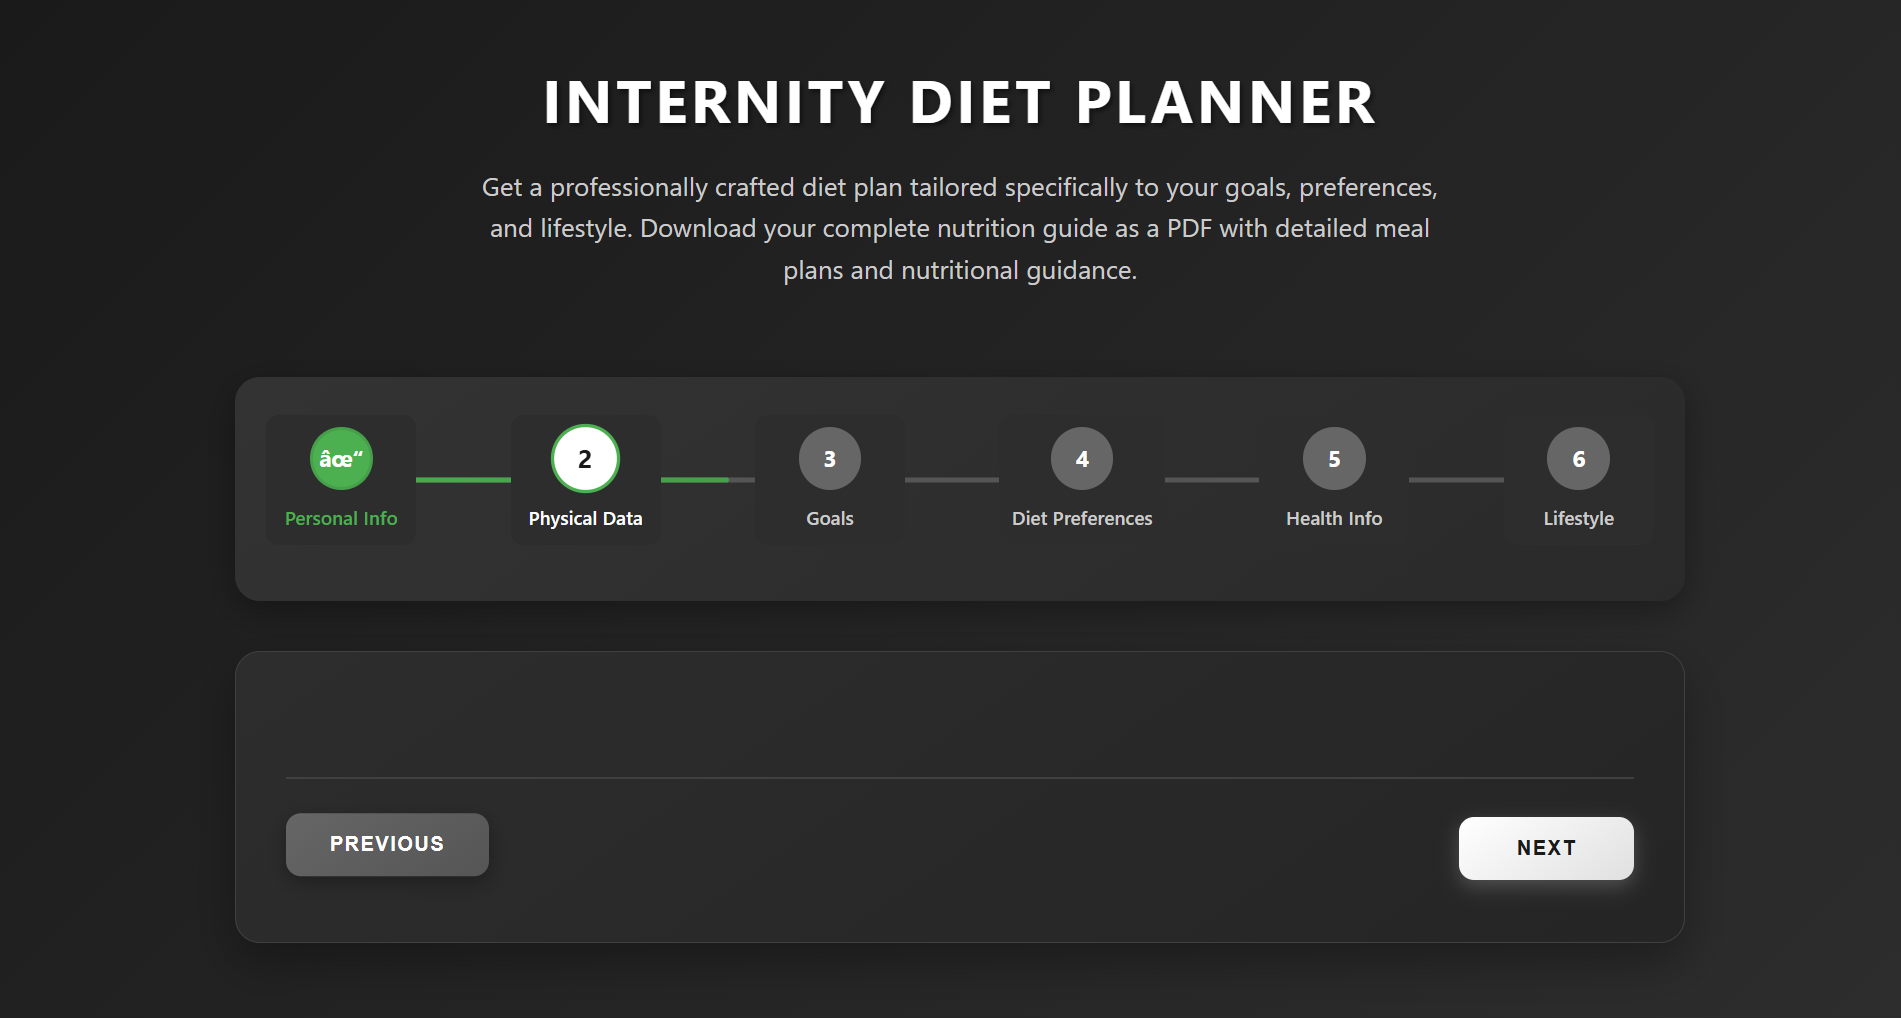 INTERNITY DIET PLANNER
Get a professionally crafted diet plan tailored specifically to your goals, preferences,
and lifestyle. Download your complete nutrition guide as a PDF with detailed meal
plans and nutritional guidance.
âœ“
Personal Info
2
Physical Data
3
Goals
4
Diet Preferences
5
Health Info
6
Lifestyle
PREVIOUS
NEXT